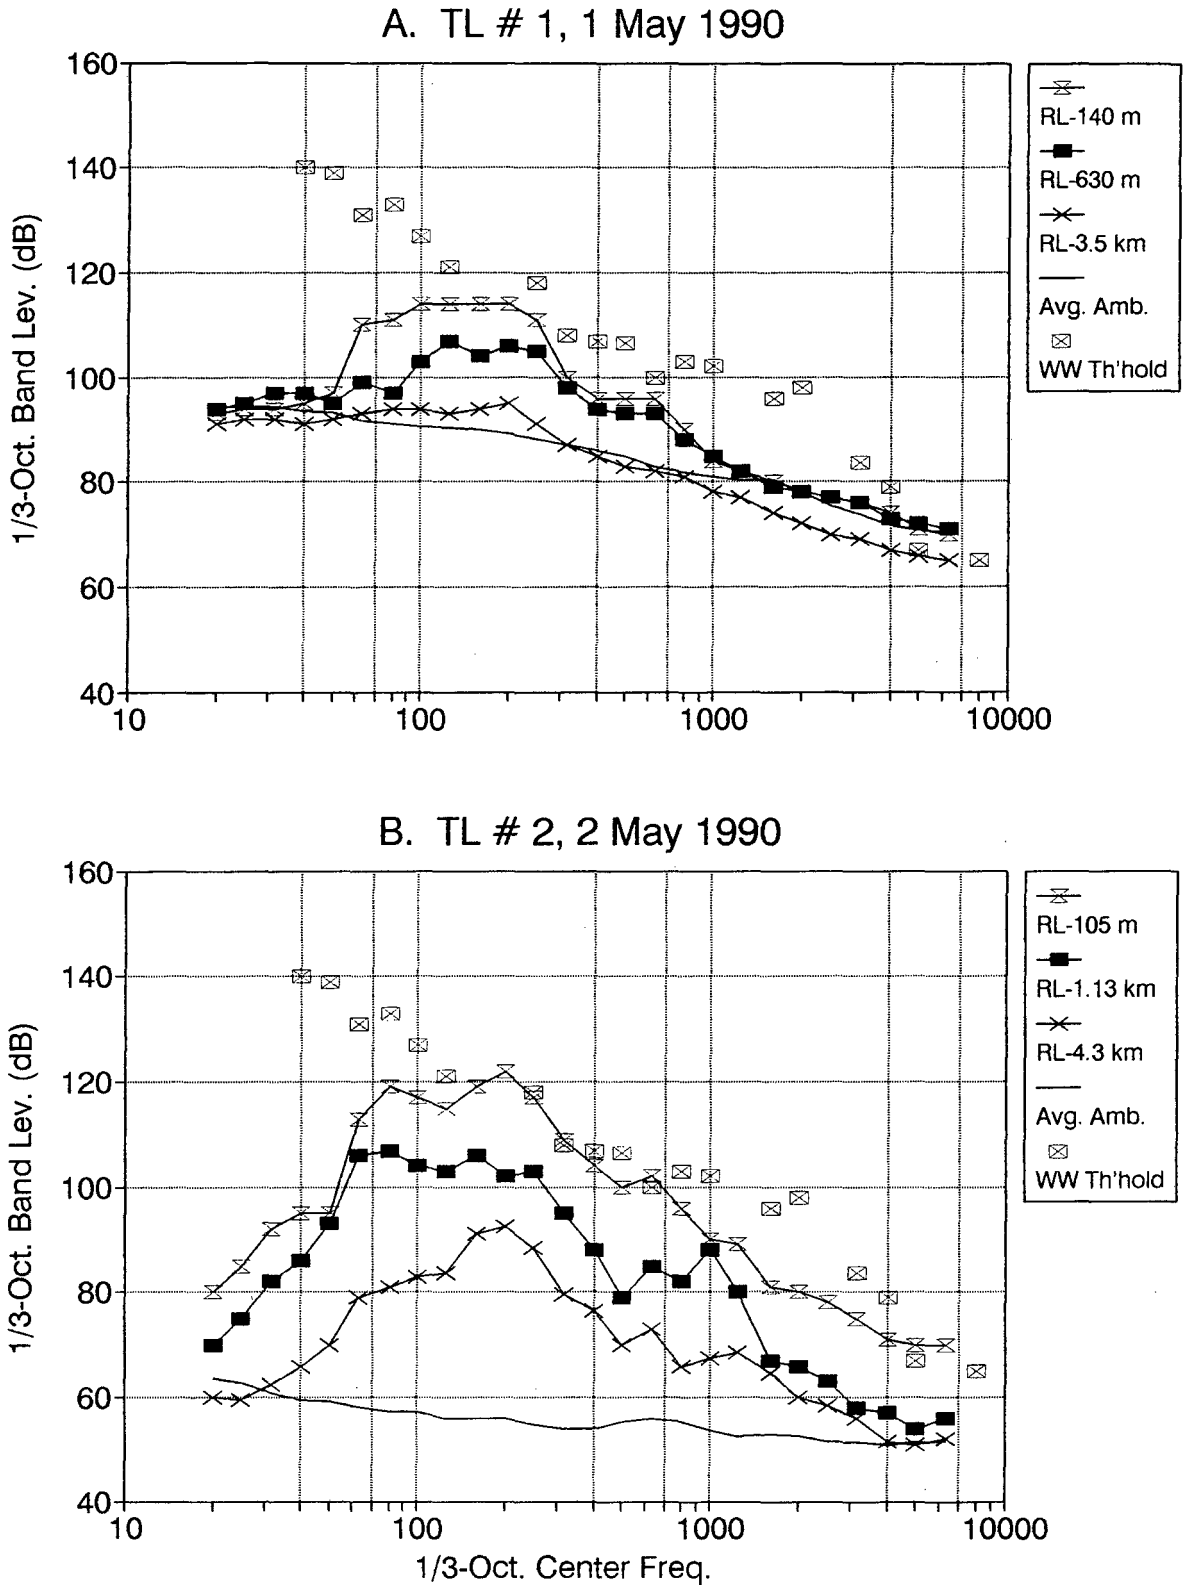 A. TL # 1, 1 May 1990
1/3-Oct. Band Lev. (dB)
160
140
120
100
80
60
40
10
100
1000
10000
RL-140 m
RL-630 m
RL-3.5 km
Avg. Amb.
WW Th'hold
B. TL # 2, 2 May 1990
1/3-Oct. Band Lev. (dB)
160
140
120
100
80
60
40
10
100
1000
10000
1/3-Oct. Center Freq.
RL-105 m
RL-1.13 km
RL-4.3 km
Avg. Amb.
WW Th'hold